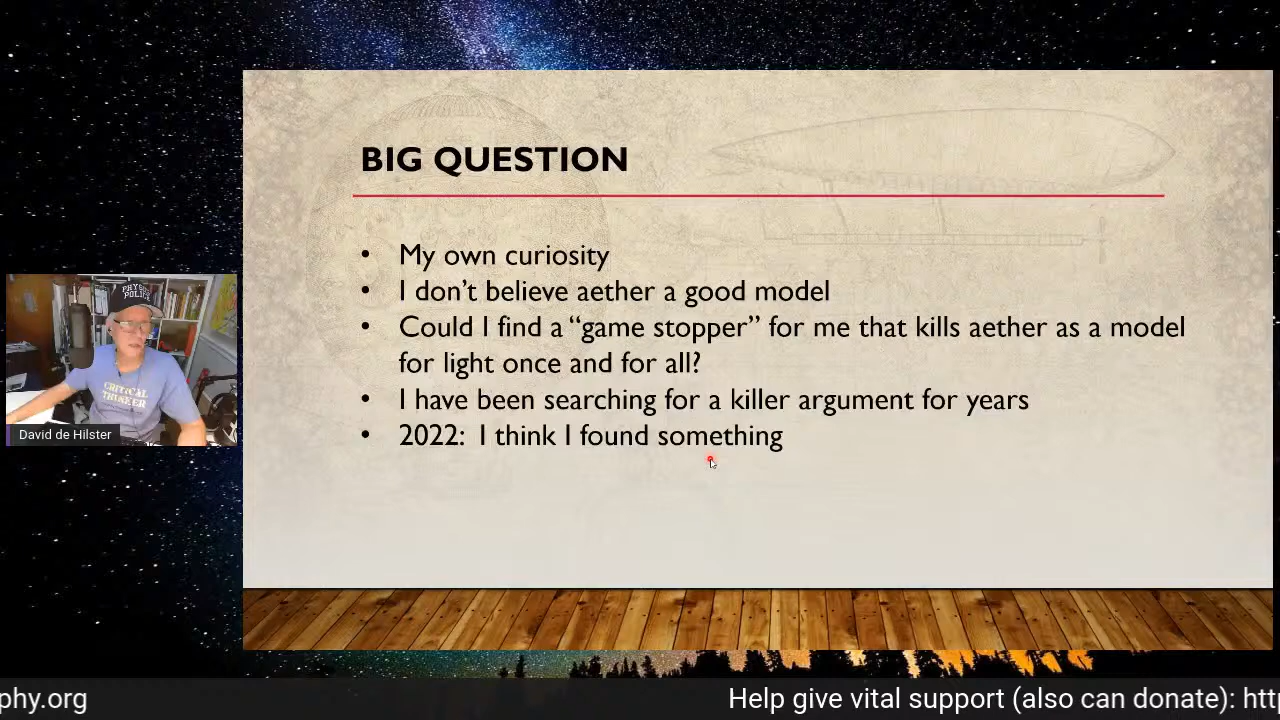 BIG QUESTION
• My own curiosity
• I don’t believe aether a good model
• Could I find a “game stopper” for me that kills aether as a model
for light once and for all?
• I have been searching for a killer argument for years
• 2022: I think I found something
PHYSICS
POLICE
CRITICAL
THINKER
David de Hilster
phy.org
Help give vital support (also can donate): htt